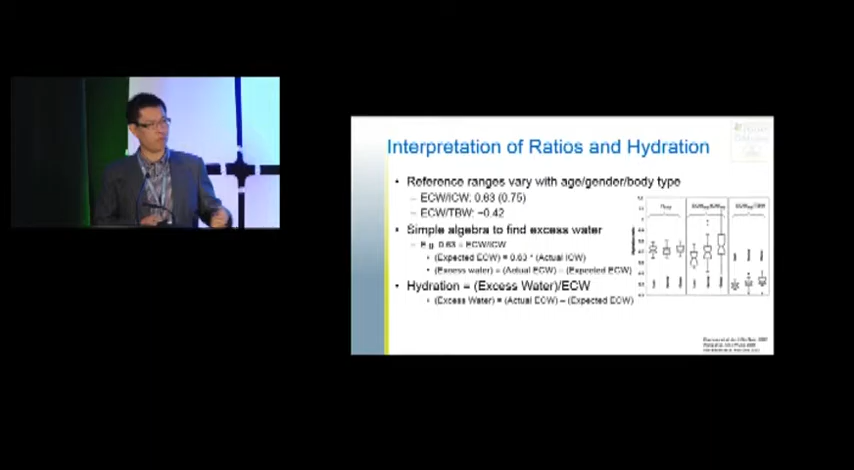 Interpretation of Ratios and Hydration
• Reference ranges vary with age/gender/body type
– ECW/ICW: 0.63 (0.75)
– ECW/TBW: ~0.42
• Simple algebra to find excess water
– E.g. 0.63 = ECW/ICW
• (Expected ECW) = 0.63 * (Actual ICW)
• (Excess water) = (Actual ECW) – (Expected ECW)
• Hydration = (Excess Water)/ECW
• (Excess Water) = (Actual ECW) – (Expected ECW)